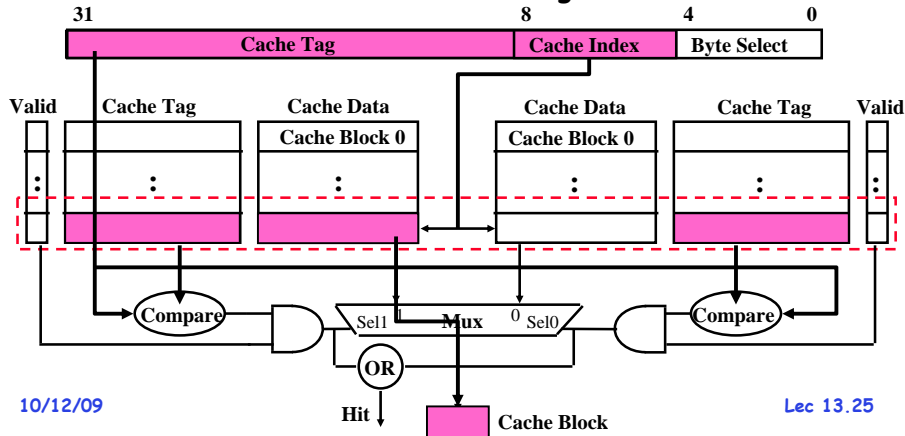 31 8 4 0
Cache Tag Cache Index Byte Select
Valid Cache Tag Cache Data Cache Data Cache Tag Valid
Cache Block 0 Cache Block 0
: : : : : :
Compare Sel1 1 Mux 0 Sel0 Compare
OR
10/12/09 Hit Cache Block Lec 13.25